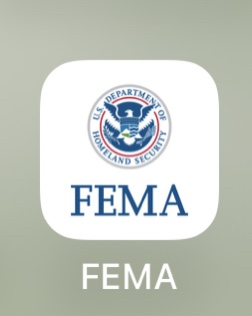 U.S. DEPARTMENT OF
HOMELAND SECURITY
FEMA
FEMA